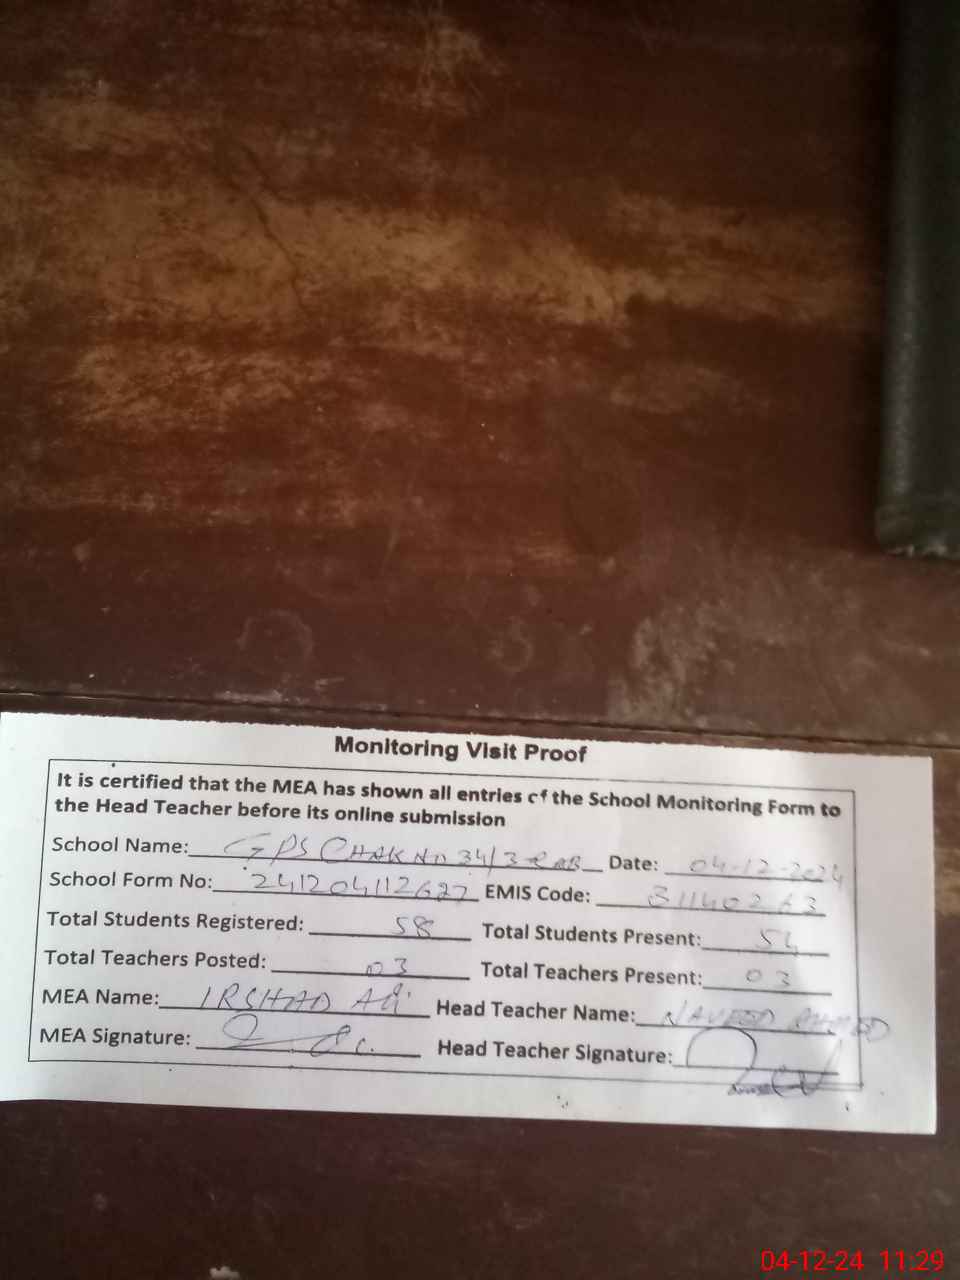 Monitoring Visit Proof
It is certified that the MEA has shown all entries of the School Monitoring Form to
the Head Teacher before its online submission
School Name: GPS CHAK NO 34/3 Date: 04-12-2024
School Form No: 241204112627 EMIS Code: 31140263
Total Students Registered: 58 Total Students Present: 54
Total Teachers Posted: 03 Total Teachers Present: 03
MEA Name: IRSHAD Ali Head Teacher Name: NAVEED AHMED
MEA Signature: Head Teacher Signature:
04-12-24 11:29